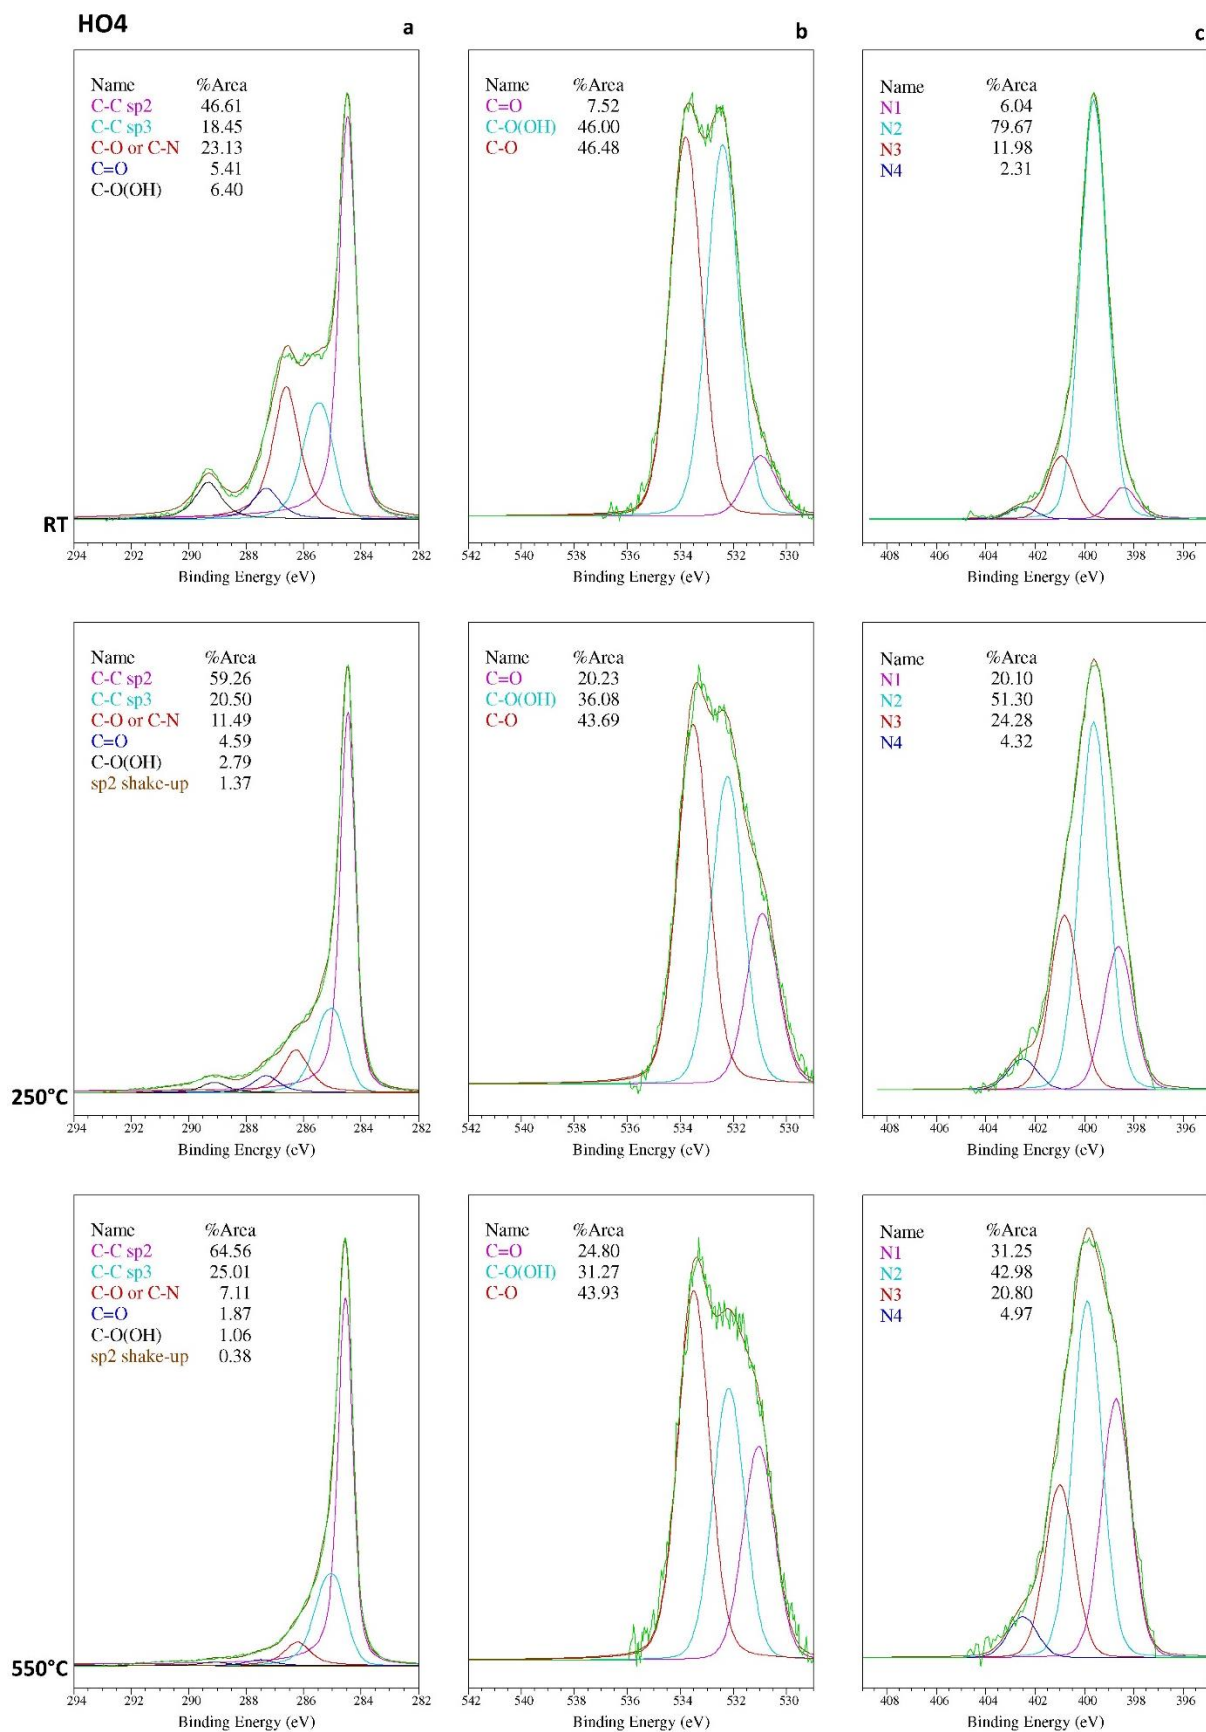 HO4
a
b
c
Name %Area
C-C sp2 46.61
C-C sp3 18.45
C-O or C-N 23.13
C=O 5.41
C-O(OH) 6.40
Name %Area
C=O 7.52
C-O(OH) 46.00
C-O 46.48
Name %Area
N1 6.04
N2 79.67
N3 11.98
N4 2.31
RT
294 292 290 288 286 284 282
Binding Energy (eV)
542 540 538 536 534 532 530
Binding Energy (eV)
408 406 404 402 400 398 396
Binding Energy (eV)
Name %Area
C-C sp2 59.26
C-C sp3 20.50
C-O or C-N 11.49
C=O 4.59
C-O(OH) 2.79
sp2 shake-up 1.37
Name %Area
C=O 20.23
C-O(OH) 36.08
C-O 43.69
Name %Area
N1 20.10
N2 51.30
N3 24.28
N4 4.32
250°C
294 292 290 288 286 284 282
Binding Energy (eV)
542 540 538 536 534 532 530
Binding Energy (eV)
408 406 404 402 400 398 396
Binding Energy (eV)
Name %Area
C-C sp2 64.56
C-C sp3 25.01
C-O or C-N 7.11
C=O 1.87
C-O(OH) 1.06
sp2 shake-up 0.38
Name %Area
C=O 24.80
C-O(OH) 31.27
C-O 43.93
Name %Area
N1 31.25
N2 42.98
N3 20.80
N4 4.97
550°C
294 292 290 288 286 284 282
Binding Energy (eV)
542 540 538 536 534 532 530
Binding Energy (eV)
408 406 404 402 400 398 396
Binding Energy (eV)